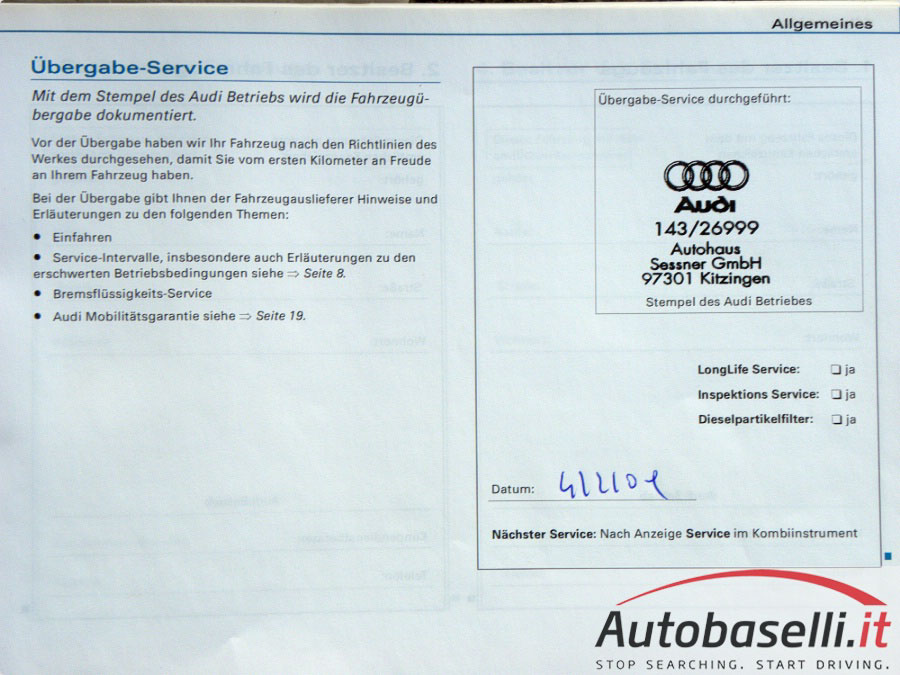 Allgemeines
Übergabe-Service
Mit dem Stempel des Audi Betriebs wird die Fahrzeugü-
bergabe dokumentiert.
Vor der Übergabe haben wir Ihr Fahrzeug nach den Richtlinien des
Werkes durchgesehen, damit Sie vom ersten Kilometer an Freude
an Ihrem Fahrzeug haben.
Bei der Übergabe gibt Ihnen der Fahrzeugauslieferer Hinweise und
Erläuterungen zu den folgenden Themen:
• Einfahren
• Service-Intervalle, insbesondere auch Erläuterungen zu den
erschwerten Betriebsbedingungen siehe ⇒ Seite 8.
• Bremsflüssigkeits-Service
• Audi Mobilitätsgarantie siehe ⇒ Seite 19.
Übergabe-Service durchgeführt:
Audi
143/26999
Autohaus
Sessner GmbH
97301 Kitzingen
Stempel des Audi Betriebes
LongLife Service: ❏ ja
Inspektions Service: ❏ ja
Dieselpartikelfilter: ❏ ja
Datum:
Nächster Service: Nach Anzeige Service im Kombiinstrument
Autobaselli.it
STOP SEARCHING. START DRIVING.